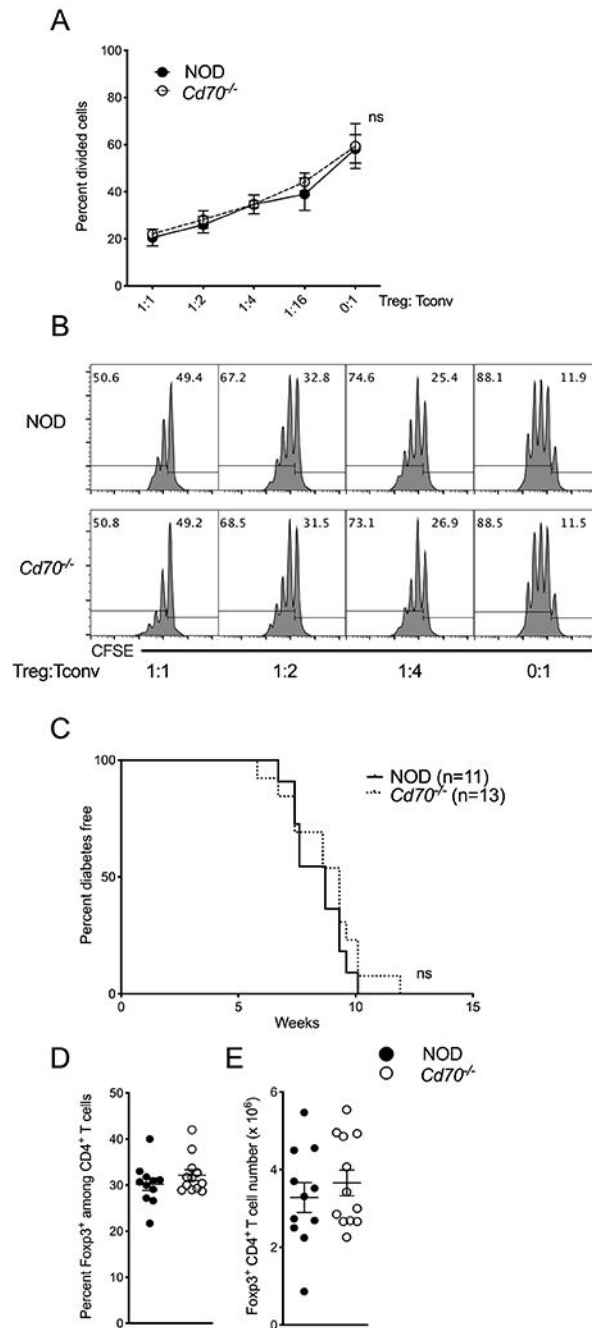 A
NOD
Cd70-/-
100
80
60
40
20
0
Percent divided cells
ns
1:1
1:2
1:4
1:16
0:1
Treg: Tconv
B
NOD
50.6 49.4 67.2 32.8 74.6 25.4 88.1 11.9
Cd70-/-
50.8 49.2 68.5 31.5 73.1 26.9 88.5 11.5
CFSE
Treg:Tconv 1:1 1:2 1:4 0:1
C
100
50
0
Percent diabetes free
NOD (n=11)
Cd70-/- (n=13)
ns
0 5 10 15
Weeks
D
50
40
30
20
10
0
Percent Foxp3+ among CD4+ T cells
E
NOD
Cd70-/-
6
4
2
0
Foxp3+ CD4+ T cell number (x 10^6)